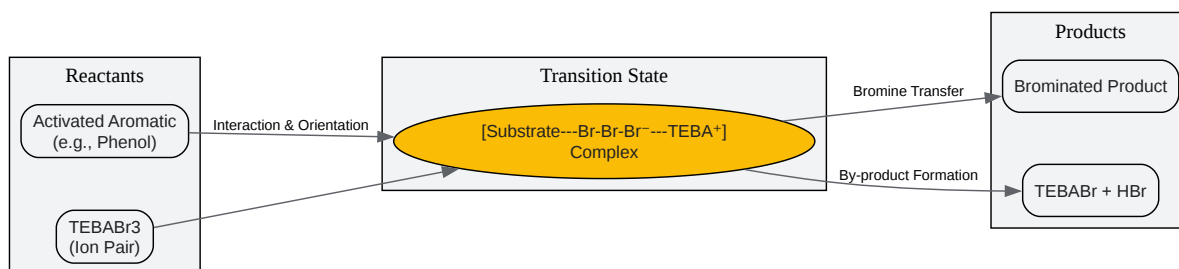 Reactants
Activated Aromatic
(e.g., Phenol)
TEBABr3
(Ion Pair)
Interaction & Orientation
Transition State
[Substrate---Br-Br-Br⁻---TEBA⁺]
Complex
Bromine Transfer
By-product Formation
Products
Brominated Product
TEBABr + HBr